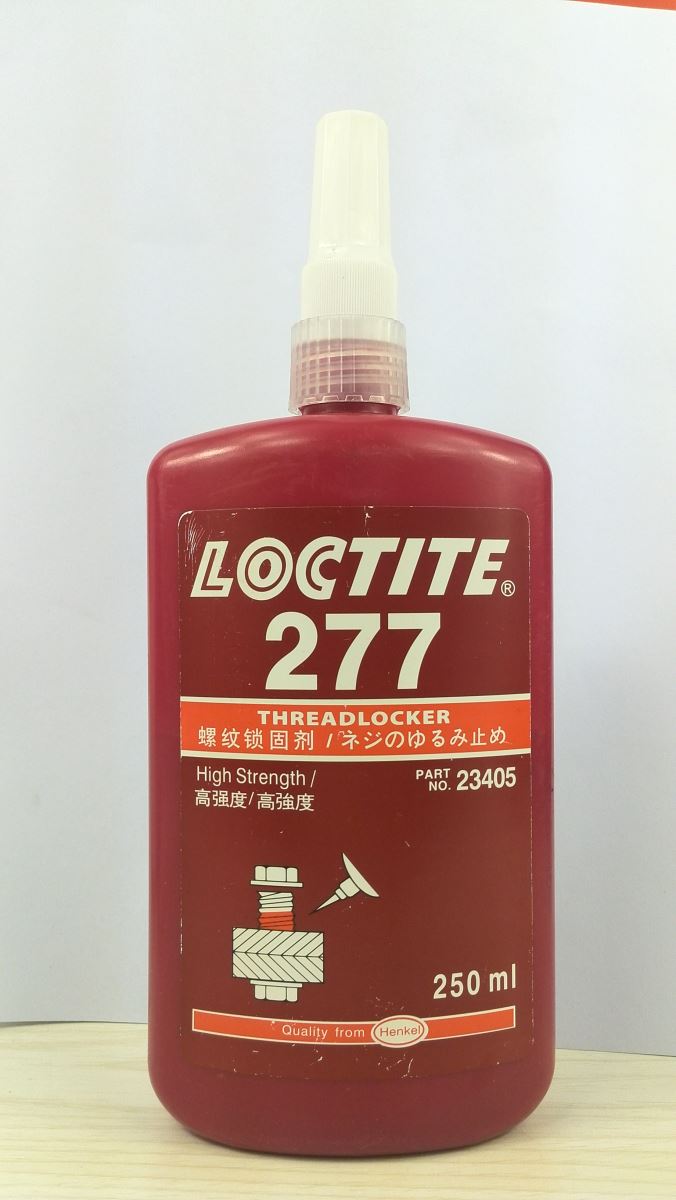 LOCTITE®
277
THREADLOCKER
螺纹锁固剂 / ネジのゆるみ止め
High Strength /
高强度/高強度
PART NO. 23405
250 ml
Quality from Henkel